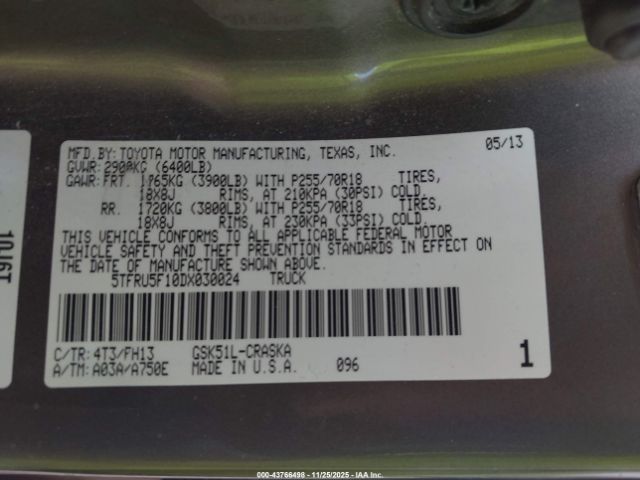 MFD.BY:TOYOTA MOTOR MANUFACTURING, TEXAS, INC. 05/13
GVWR:2900KG (6400LB)
GAWR:FRT. 1765KG (3900LB) WITH P255/70R18 TIRES,
18X8J RIMS, AT 210KPA (30PSI) COLD,
RR. 1720KG (3800LB) WITH P255/70R18 TIRES,
18X8J RIMS, AT 230KPA (33PSI) COLD,
THIS VEHICLE CONFORMS TO ALL APPLICABLE FEDERAL MOTOR
VEHICLE SAFETY AND THEFT PREVENTION STANDARDS IN EFFECT ON
THE DATE OF MANUFACTURE SHOWN ABOVE.
5TFRU5F10DX030024 TRUCK
C/TR:4T3/FH13 GSK51L-CRASKA
A/TM:A03A/A750E MADE IN U.S.A. 096 1
000-43766498 - 11/25/2025 - IAA Inc.